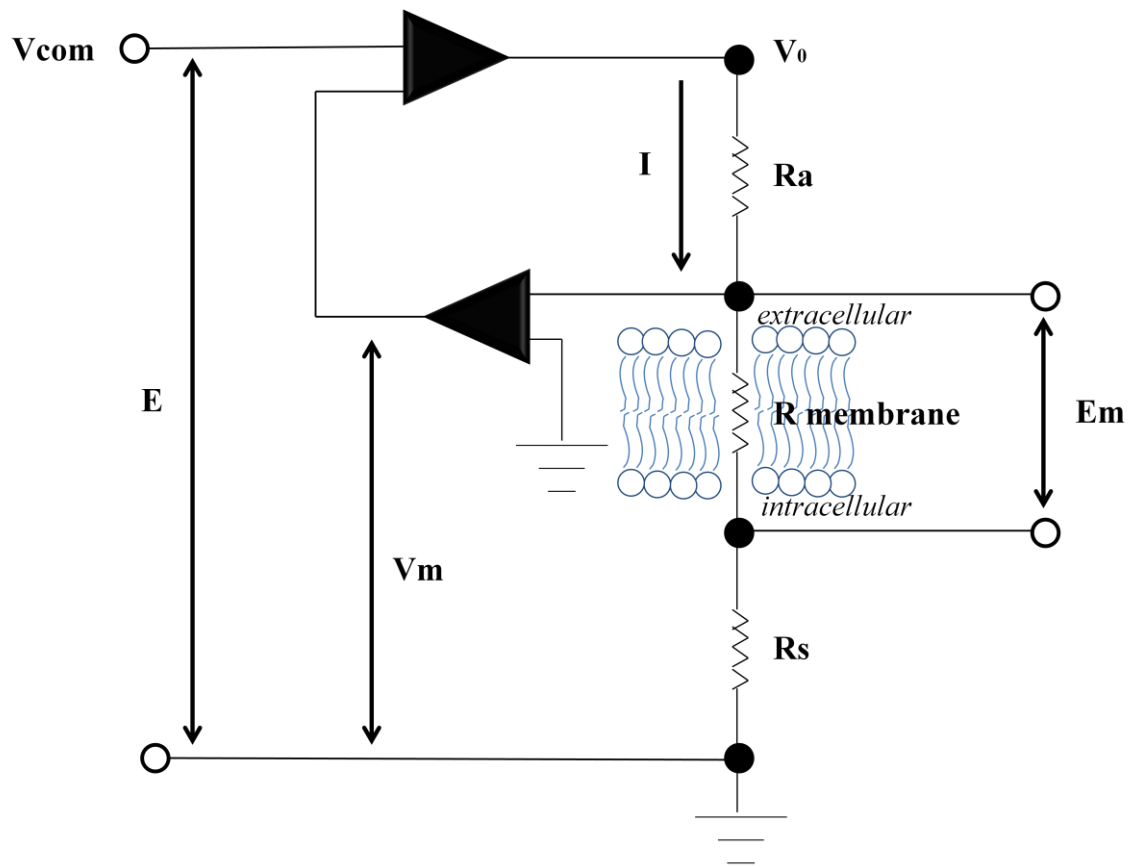 Vcom
V₀
I
Ra
extracellular
E
R membrane
Em
intracellular
Vm
Rs